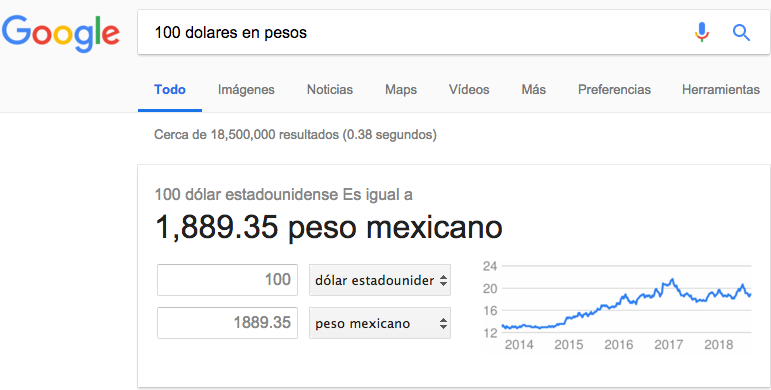 Google
100 dolares en pesos
Todo Imágenes Noticias Maps Vídeos Más Preferencias Herramientas
Cerca de 18,500,000 resultados (0.38 segundos)
100 dólar estadounidense Es igual a
1,889.35 peso mexicano
100 dólar estadounider
1889.35 peso mexicano
24
18
12
2014 2015 2016 2017 2018